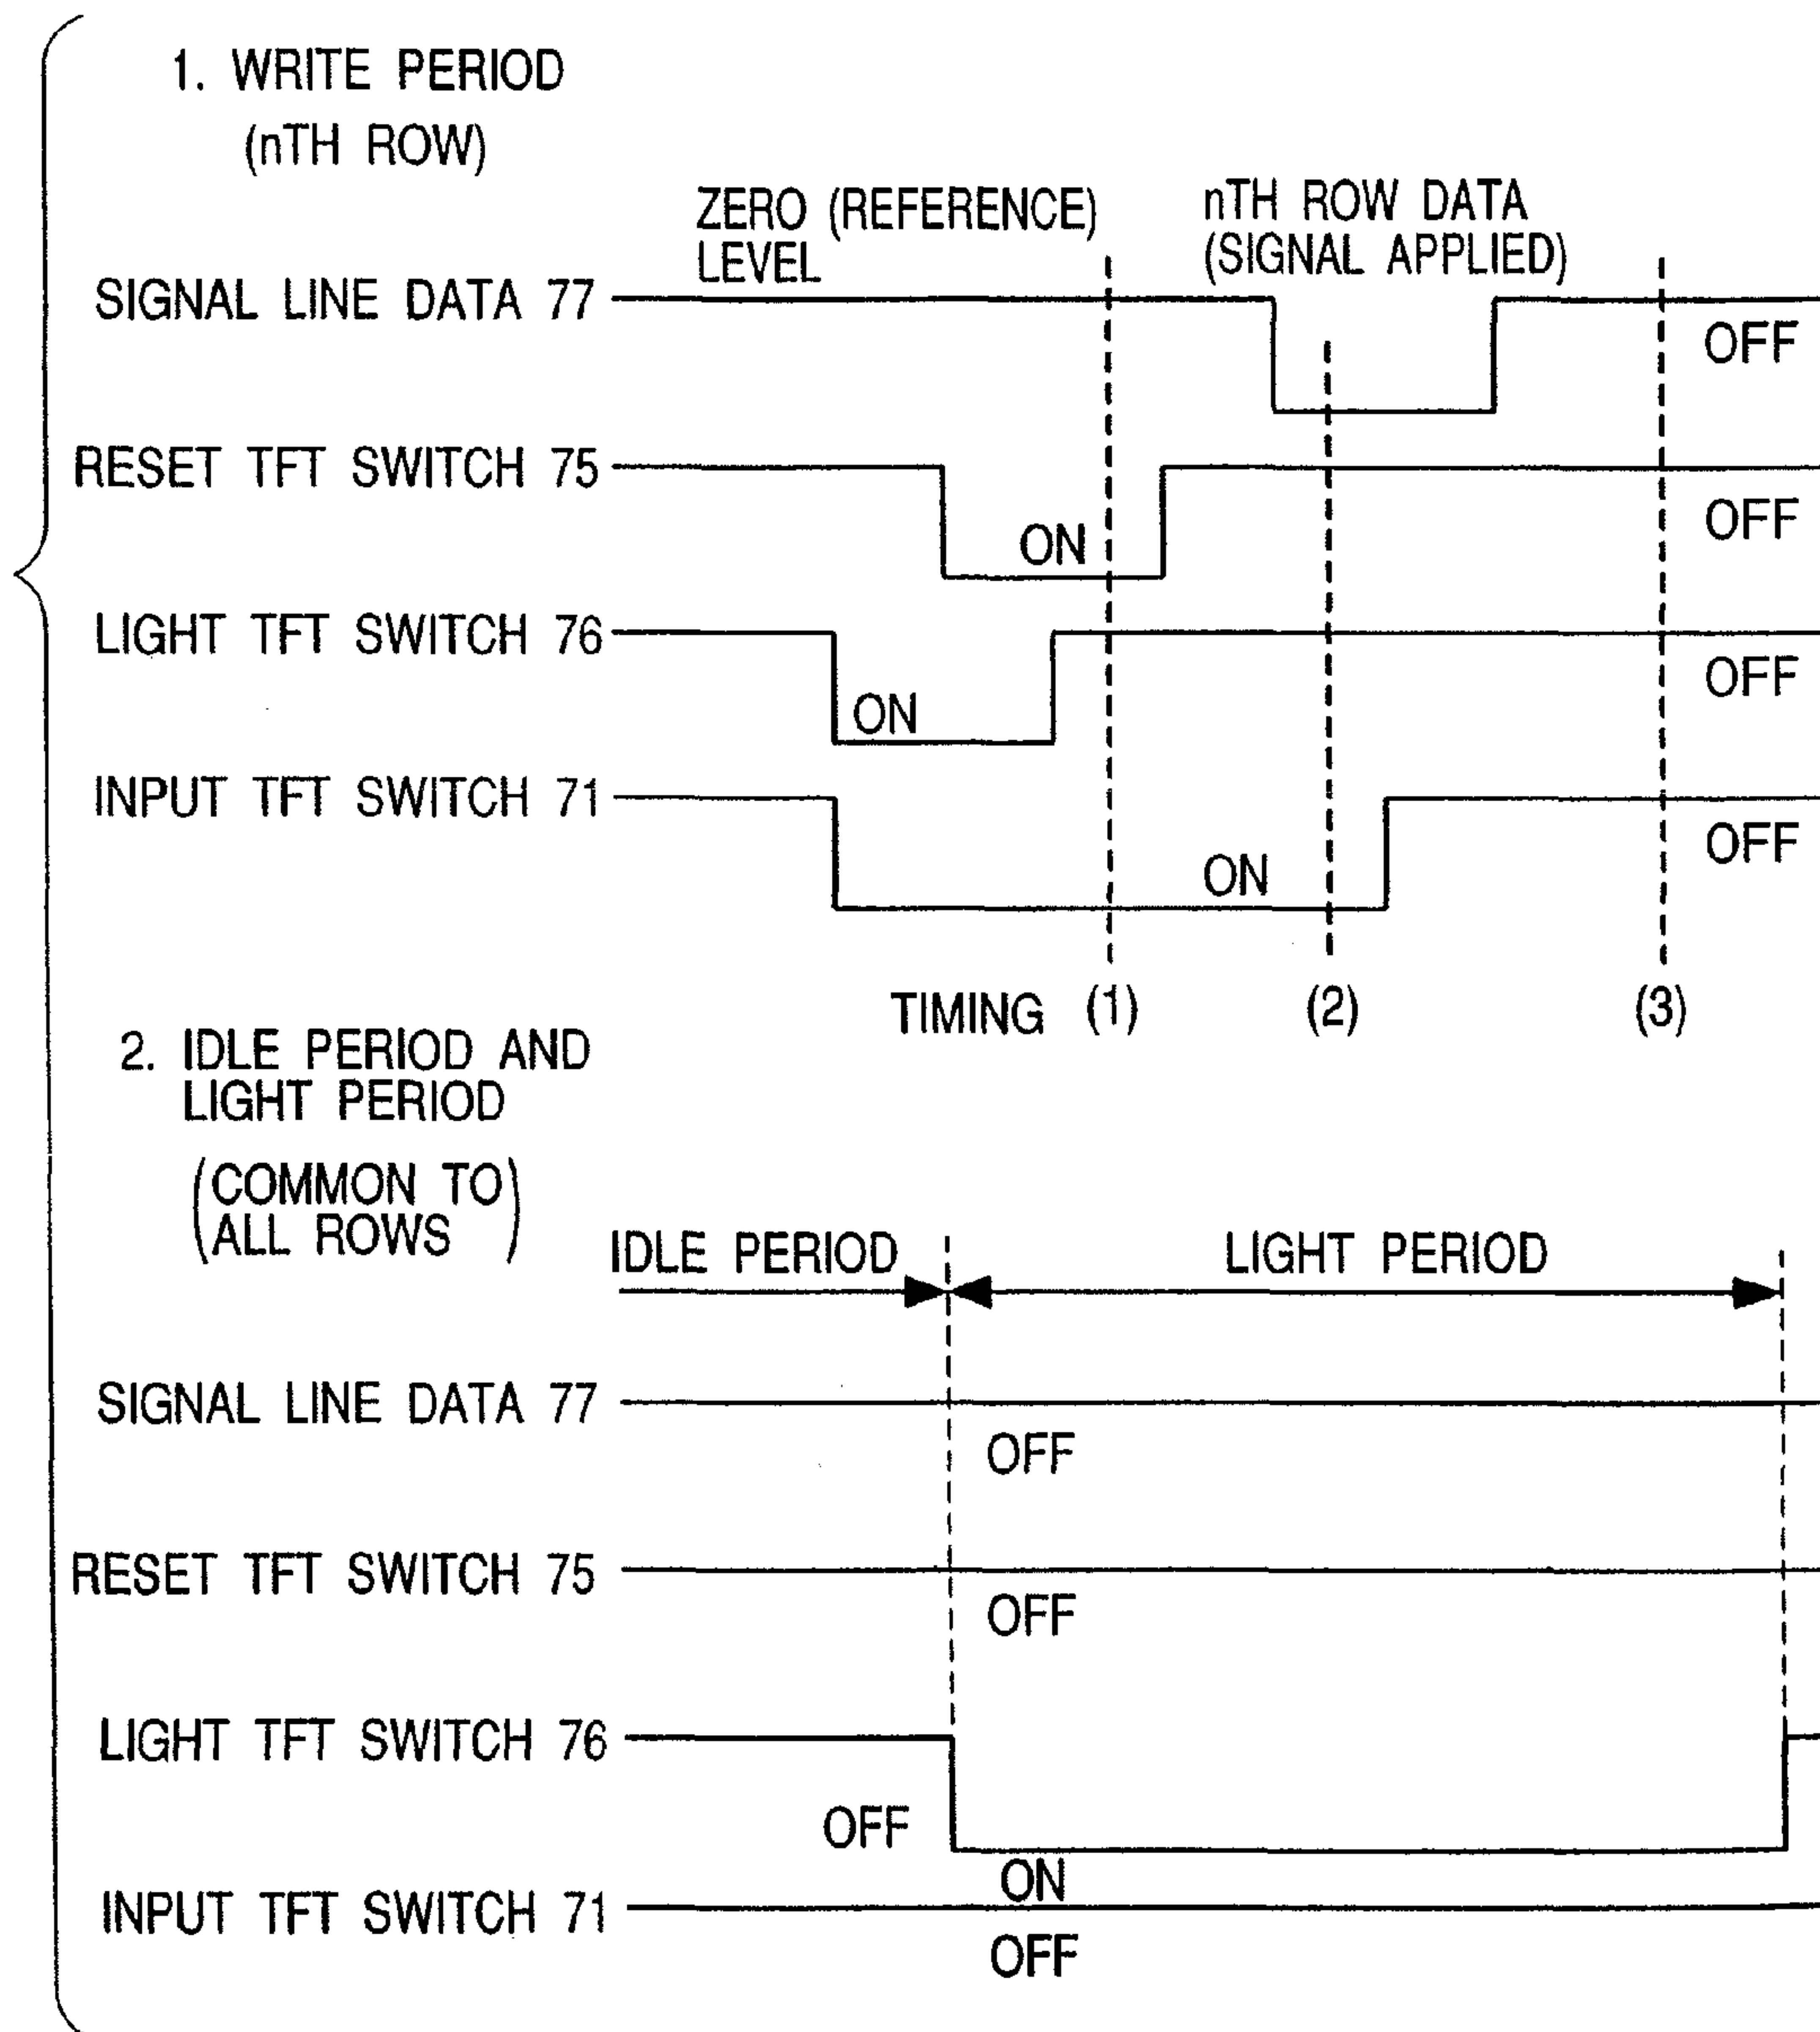 1. WRITE PERIOD
(nTH ROW)
ZERO (REFERENCE)
LEVEL
nTH ROW DATA
(SIGNAL APPLIED)
SIGNAL LINE DATA 77
OFF
RESET TFT SWITCH 75
ON
OFF
LIGHT TFT SWITCH 76
ON
OFF
INPUT TFT SWITCH 71
ON
OFF
TIMING (1) (2) (3)
2. IDLE PERIOD AND
LIGHT PERIOD
(COMMON TO
ALL ROWS)
IDLE PERIOD LIGHT PERIOD
SIGNAL LINE DATA 77
OFF
RESET TFT SWITCH 75
OFF
LIGHT TFT SWITCH 76
OFF
ON
INPUT TFT SWITCH 71
OFF